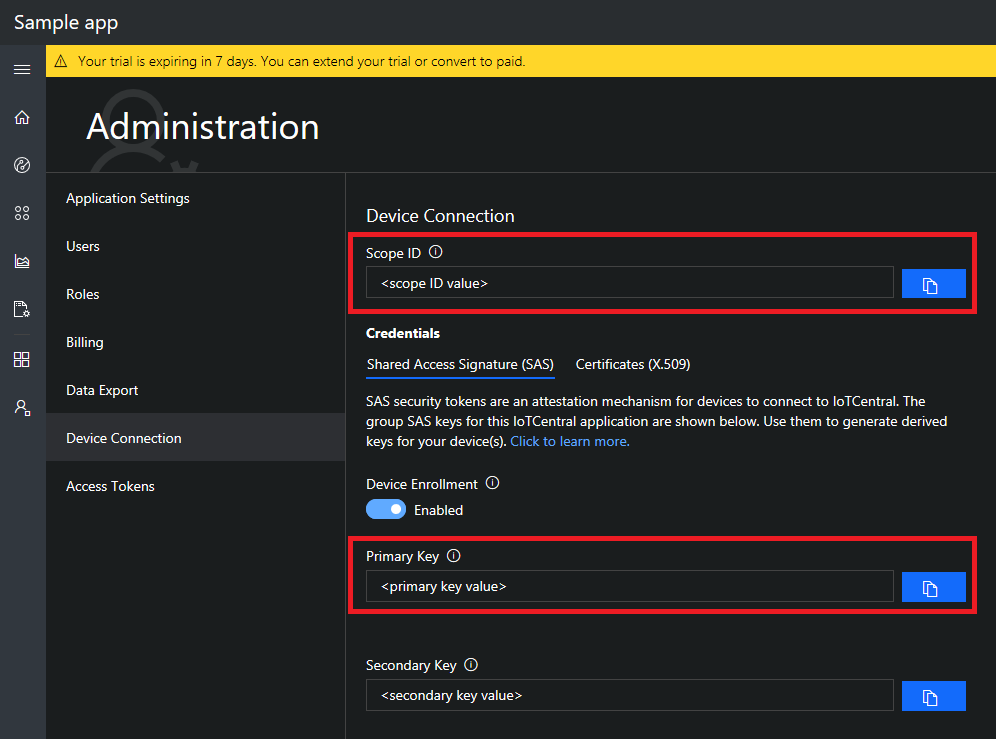 Sample app
Your trial is expiring in 7 days. You can extend your trial or convert to paid.
Administration
Application Settings
Users
Roles
Billing
Data Export
Device Connection
Access Tokens
Device Connection
Scope ID
<scope ID value>
Credentials
Shared Access Signature (SAS) Certificates (X.509)
SAS security tokens are an attestation mechanism for devices to connect to IoTCentral. The
group SAS keys for this IoTCentral application are shown below. Use them to generate derived
keys for your device(s). Click to learn more.
Device Enrollment
Enabled
Primary Key
<primary key value>
Secondary Key
<secondary key value>